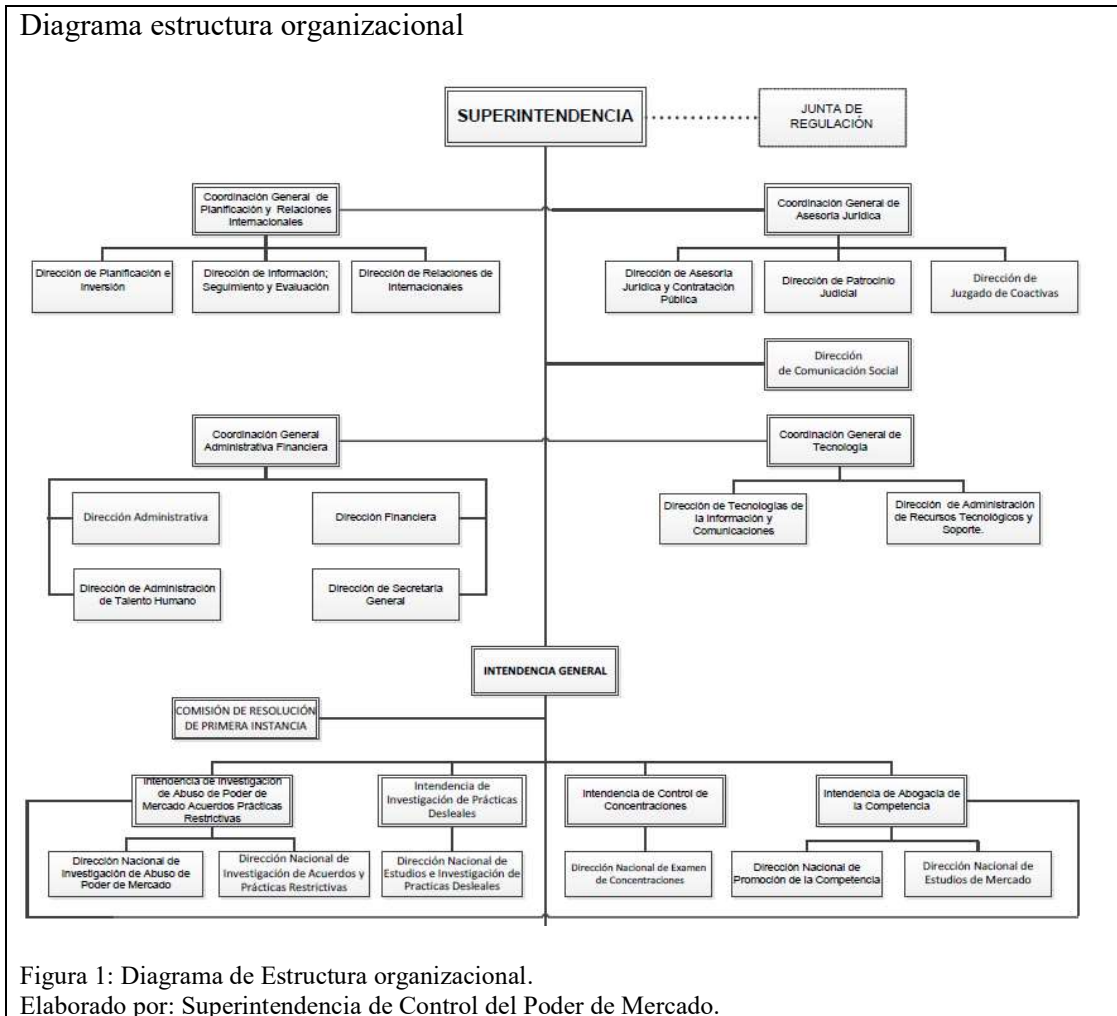 Diagrama estructura organizacional
SUPERINTENDENCIA
JUNTA DE
REGULACIÓN
Coordinación General de
Planificación y Relaciones
Internacionales
Coordinación General de
Asesoría Jurídica
Dirección de Planificación e
Inversión
Dirección de Información;
Seguimiento y Evaluación
Dirección de Relaciones de
Internacionales
Dirección de Asesoría
Jurídica y Contratación
Pública
Dirección de Patrocinio
Judicial
Dirección de
Juzgado de Coactivas
Dirección
de Comunicación Social
Coordinación General
Administrativa Financiera
Coordinación General de
Tecnología
Dirección Administrativa
Dirección Financiera
Dirección de Tecnologías de
la Información y
Comunicaciones
Dirección de Administración
de Recursos Tecnológicos y
Soporte.
Dirección de Administración
de Talento Humano
Dirección de Secretaría
General
INTENDENCIA GENERAL
COMISIÓN DE RESOLUCIÓN
DE PRIMERA INSTANCIA
Intendencia de Investigación
de Abuso de Poder de
Mercado Acuerdos Prácticas
Restrictivas
Intendencia de
Investigación de Prácticas
Desleales
Intendencia de Control de
Concentraciones
Intendencia de Abogacía de
la Competencia
Dirección Nacional de
Investigación de Abuso de
Poder de Mercado
Dirección Nacional de
Investigación de Acuerdos y
Prácticas Restrictivas
Dirección Nacional de
Estudios e Investigación de
Practicas Desleales
Dirección Nacional de Examen
de Concentraciones
Dirección Nacional de
Promoción de la Competencia
Dirección Nacional de
Estudios de Mercado
Figura 1: Diagrama de Estructura organizacional.
Elaborado por: Superintendencia de Control del Poder de Mercado.